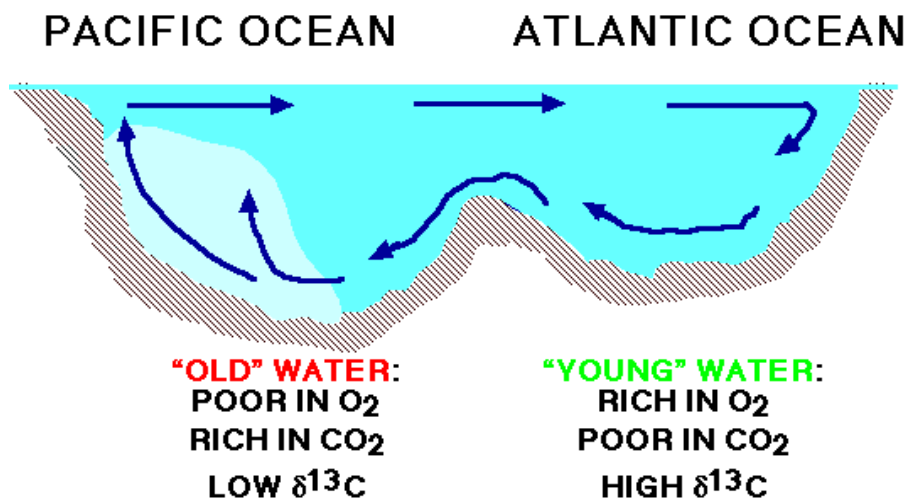 PACIFIC OCEAN ATLANTIC OCEAN
“OLD” WATER: “YOUNG” WATER:
POOR IN O₂ RICH IN O₂
RICH IN CO₂ POOR IN CO₂
LOW δ¹³C HIGH δ¹³C